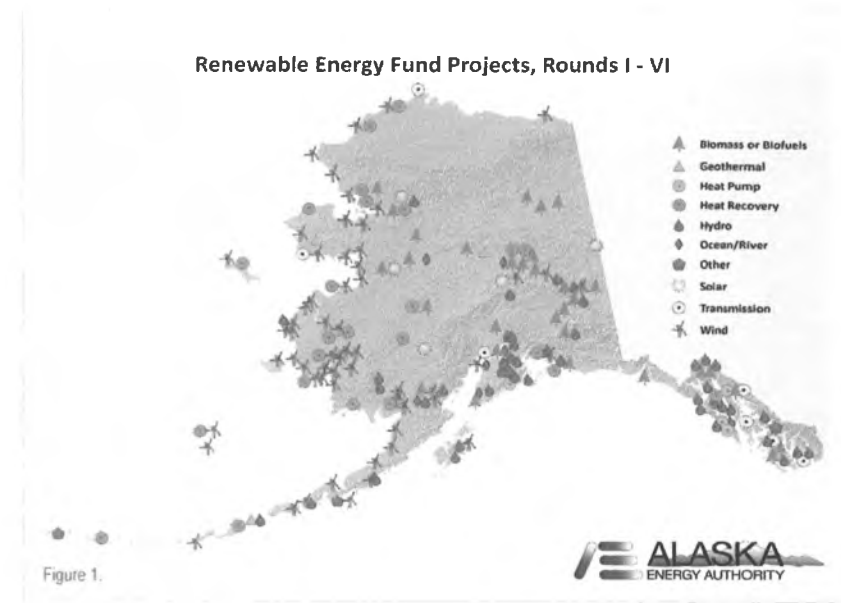 Renewable Energy Fund Projects, Rounds I - VI
Biomass or Biofuels
Geothermal
Heat Pump
Heat Recovery
Hydro
Ocean/River
Other
Solar
Transmission
Wind
Figure 1.
ALASKA
ENERGY AUTHORITY